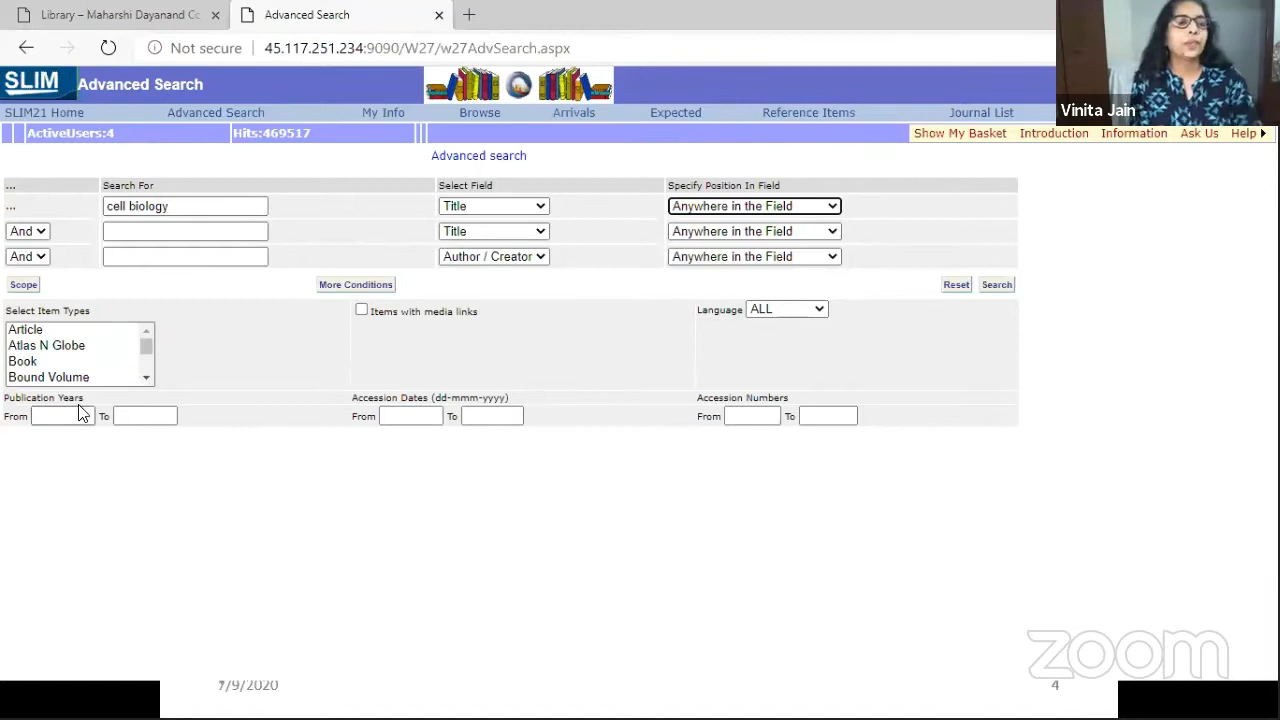 Library – Maharshi Dayanand Co
Advanced Search
Not secure 45.117.251.234:9090/W27/w27AdvSearch.aspx
SLIM Advanced Search
SLIM21 Home Advanced Search My Info Browse Arrivals Expected Reference Items Journal List
ActiveUsers:4 Hits:469517 Show My Basket Introduction Information Ask Us Help
Vinita Jain
Advanced search
... Search For Select Field Specify Position In Field
... cell biology Title Anywhere in the Field
And Title Anywhere in the Field
And Author / Creator Anywhere in the Field
Scope More Conditions Reset Search
Select Item Types Items with media links Language ALL
Article
Atlas N Globe
Book
Bound Volume
Publication Years Accession Dates (dd-mmm-yyyy) Accession Numbers
From To From To From To
zoom
7/9/2020 4